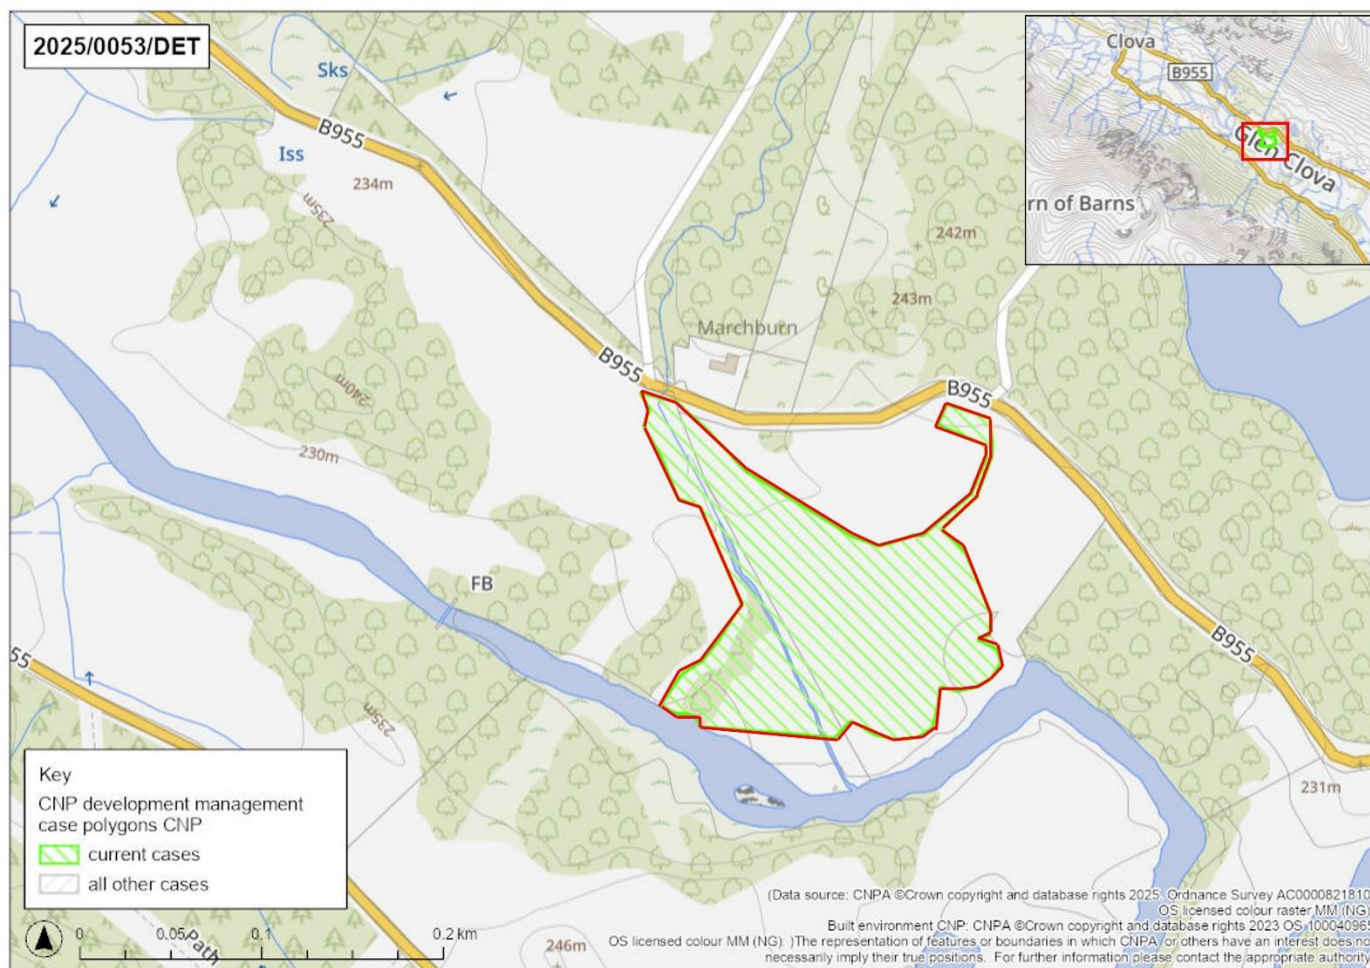 2025/0053/DET
Clova
B955
Glen Clova
rn of Barns
Sks
B955
Iss
234m
235m
242m
243m
Marchburn
B955
B955
240m
230m
FB
B955
55
235m
231m
Key
CNP development management
case polygons CNP
current cases
all other cases
0 0.05 0.1 0.2 km
Path
246m
(Data source: CNPA ©Crown copyright and database rights 2025. Ordnance Survey AC0000821810
OS licensed colour raster MM (NG)
Built environment CNP: CNPA ©Crown copyright and database rights 2023 OS 100040965
OS licensed colour MM (NG): )The representation of features or boundaries in which CNPA or others have an interest does no
necessarily imply their true positions. For further information please contact the appropriate authority